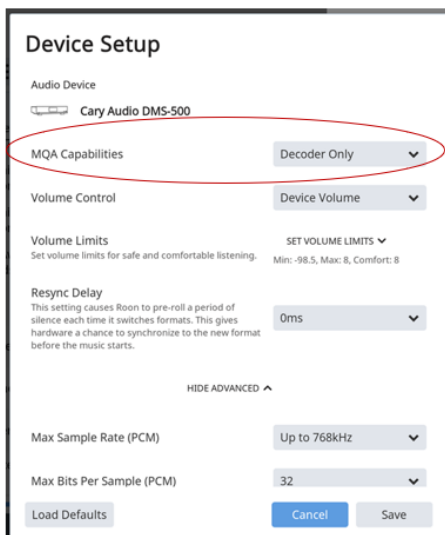 Device Setup
Audio Device
Cary Audio DMS-500
MQA Capabilities
Decoder Only
Volume Control
Device Volume
Volume Limits
SET VOLUME LIMITS
Set volume limits for safe and comfortable listening.
Min: -98.5, Max: 8, Comfort: 8
Resync Delay
This setting causes Roon to pre-roll a period of
silence each time it switches formats. This gives
hardware a chance to synchronize to the new format
before the music starts.
0ms
HIDE ADVANCED
Max Sample Rate (PCM)
Up to 768kHz
Max Bits Per Sample (PCM)
32
Load Defaults
Cancel
Save